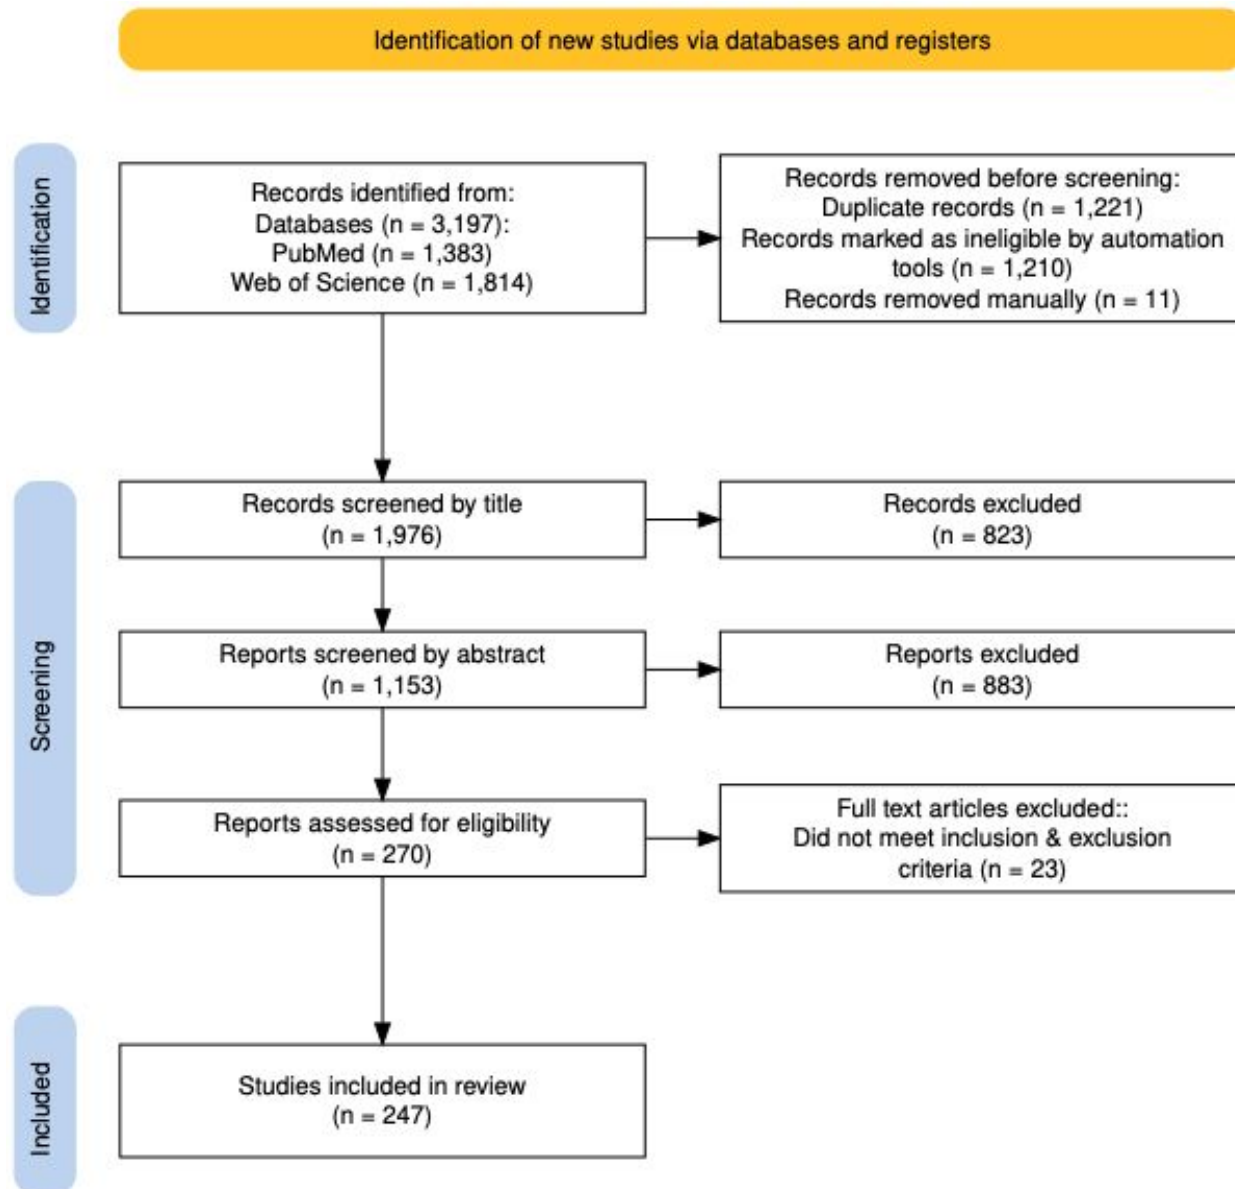 Identification of new studies via databases and registers
Identification
Records identified from:
Databases (n = 3,197):
PubMed (n = 1,383)
Web of Science (n = 1,814)
Records removed before screening:
Duplicate records (n = 1,221)
Records marked as ineligible by automation
tools (n = 1,210)
Records removed manually (n = 11)
Screening
Records screened by title
(n = 1,976)
Records excluded
(n = 823)
Reports screened by abstract
(n = 1,153)
Reports excluded
(n = 883)
Reports assessed for eligibility
(n = 270)
Full text articles excluded::
Did not meet inclusion & exclusion
criteria (n = 23)
Included
Studies included in review
(n = 247)